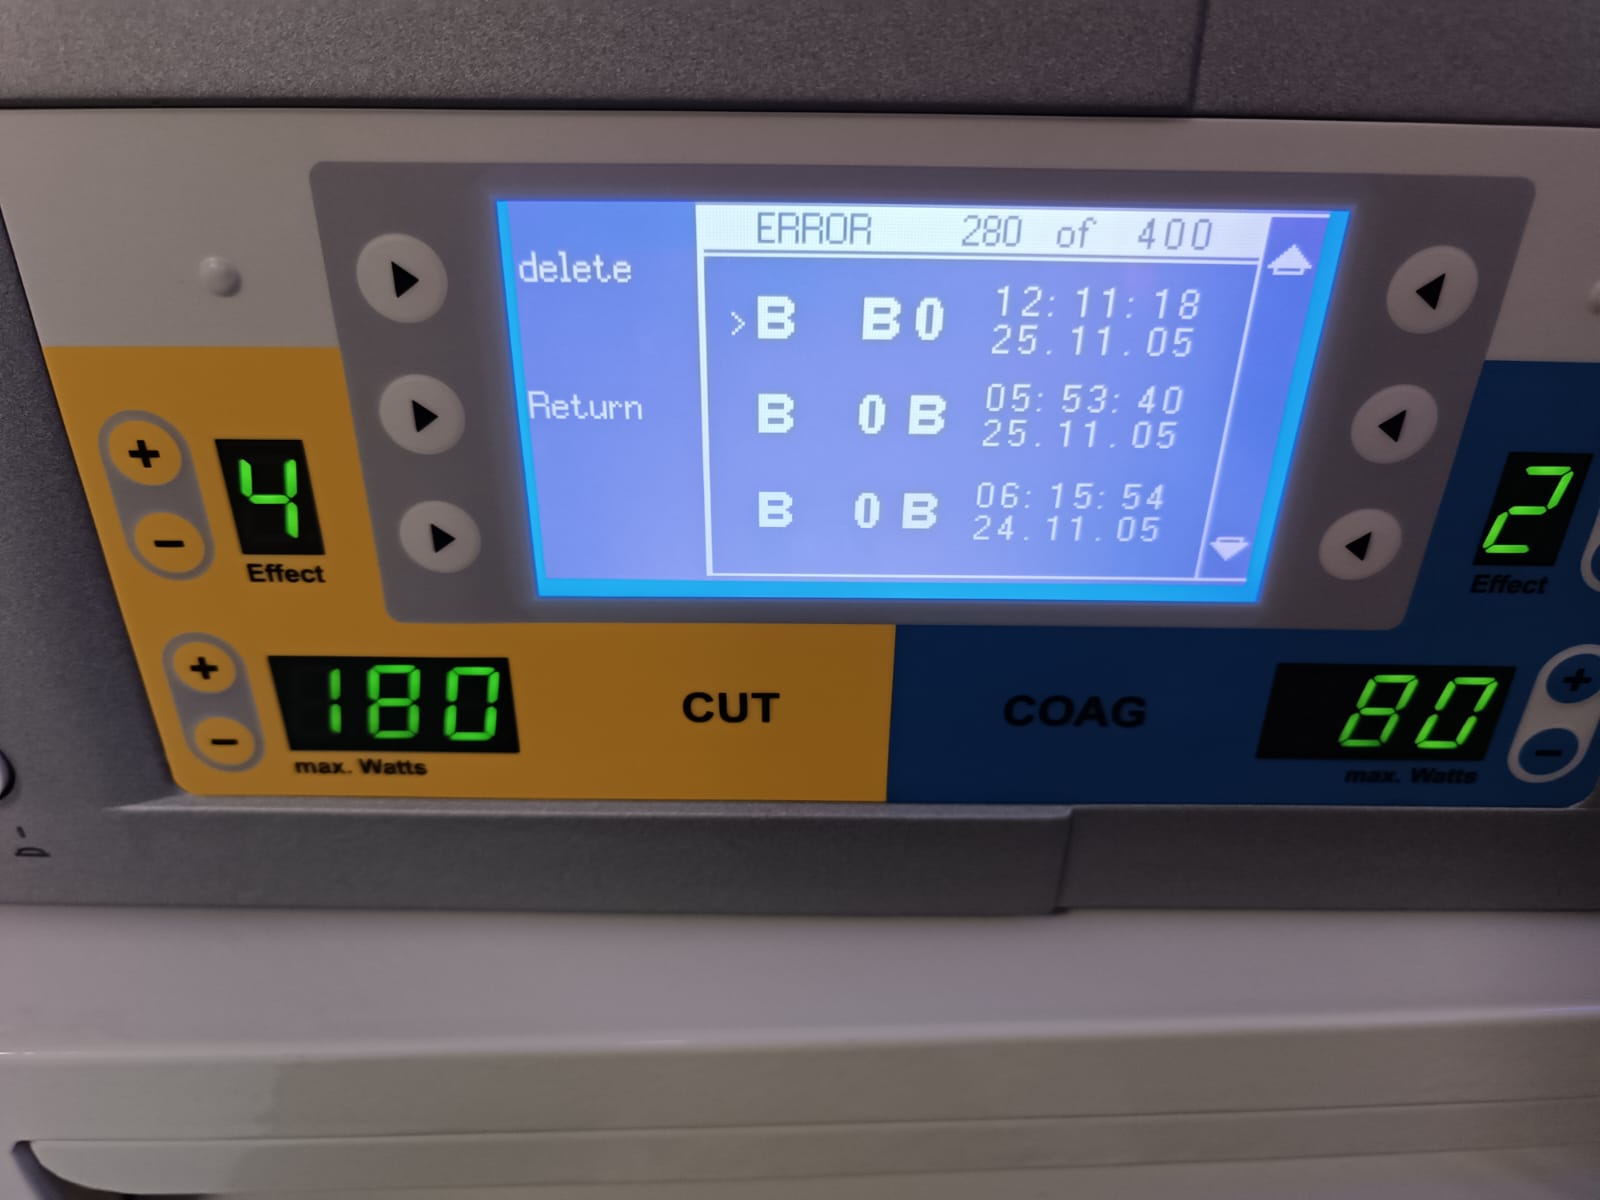 ERROR 280 of 400
delete
>B B0 12:11:18
25.11.05
Return
B 0B 05:53:40
25.11.05
B 0B 06:15:54
24.11.05
+
-
4
Effect
2
Effect
+
-
180
max. Watts
CUT
COAG
80
max. Watts
+
-